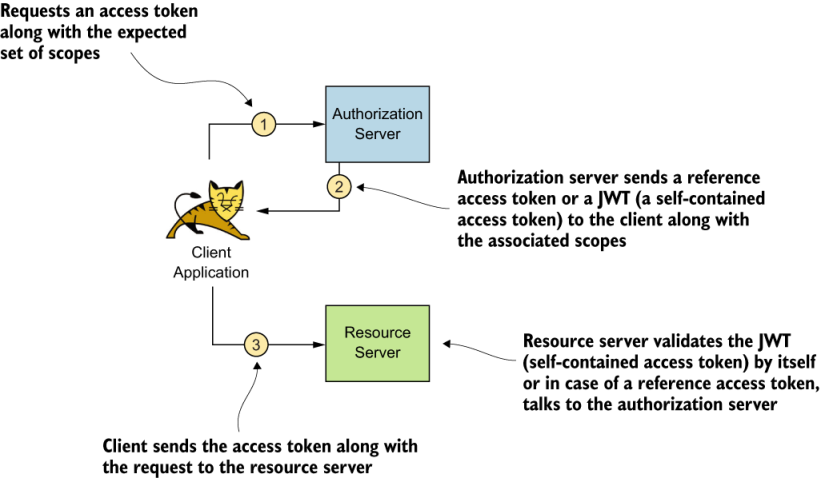 Requests an access token
along with the expected
set of scopes
1
Authorization
Server
2
Authorization server sends a reference
access token or a JWT (a self-contained
access token) to the client along with
the associated scopes
Client
Application
3
Resource
Server
Resource server validates the JWT
(self-contained access token) by itself
or in case of a reference access token,
talks to the authorization server
Client sends the access token along with
the request to the resource server